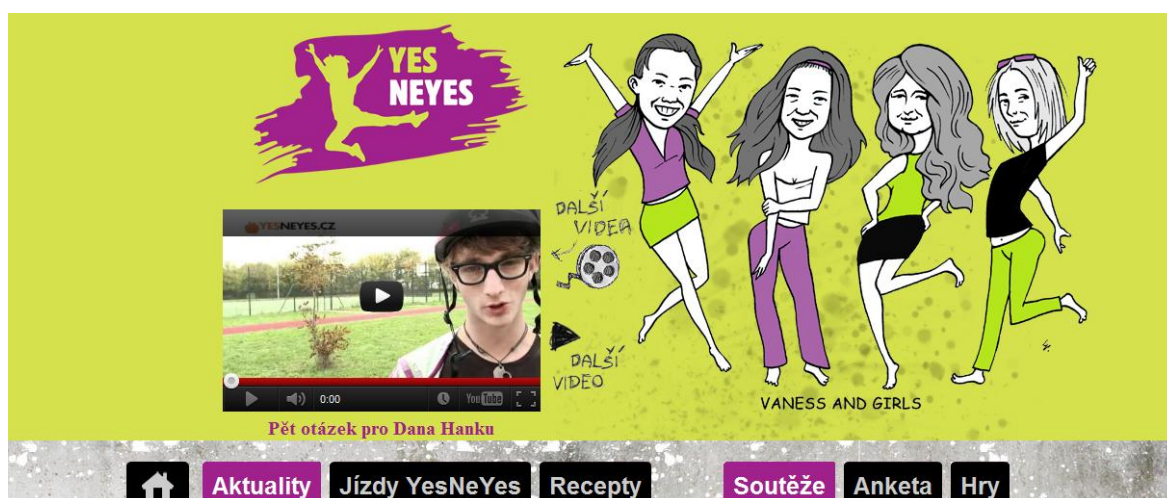 YES
NEYES
DALŠÍ
VIDEA
YESNEYES.CZ
0:00
YouTube
DALŠÍ
VIDEO
VANESS AND GIRLS
Pět otázek pro Dana Hanku
Aktuality
Jízdy YesNeYes
Recepty
Soutěže
Anketa
Hry